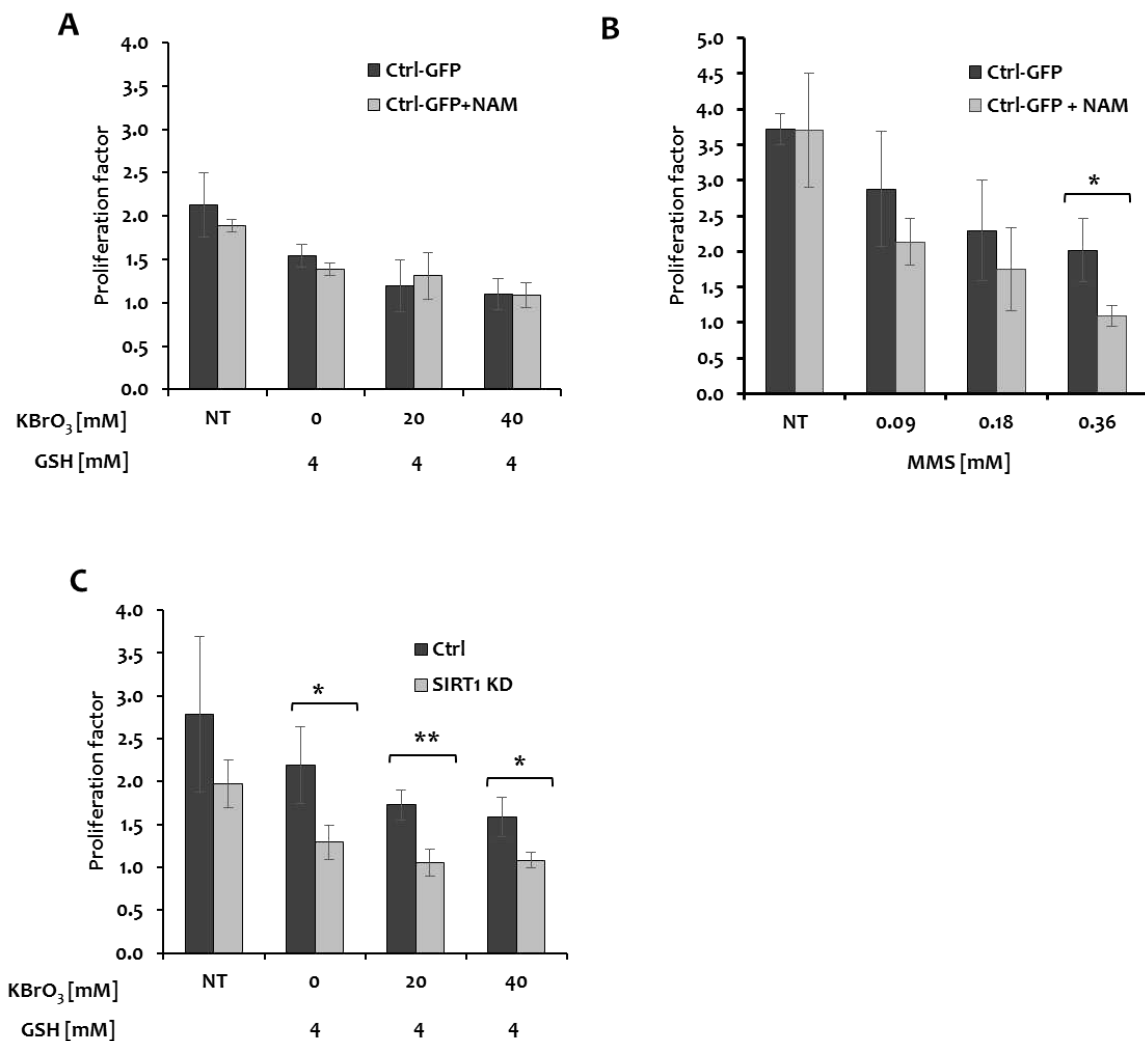 A
4.0
3.5
3.0
2.5
2.0
1.5
1.0
0.5
0.0
Proliferation factor
Ctrl-GFP
Ctrl-GFP+NAM
KBrO₃ [mM] NT 0 20 40
GSH [mM] 4 4 4
B
5.0
4.5
4.0
3.5
3.0
2.5
2.0
1.5
1.0
0.5
0.0
Proliferation factor
Ctrl-GFP
Ctrl-GFP + NAM
*
NT 0.09 0.18 0.36
MMS [mM]
C
4.0
3.5
3.0
2.5
2.0
1.5
1.0
0.5
0.0
Proliferation factor
Ctrl
SIRT1 KD
*
**
*
KBrO₃ [mM] NT 0 20 40
GSH [mM] 4 4 4